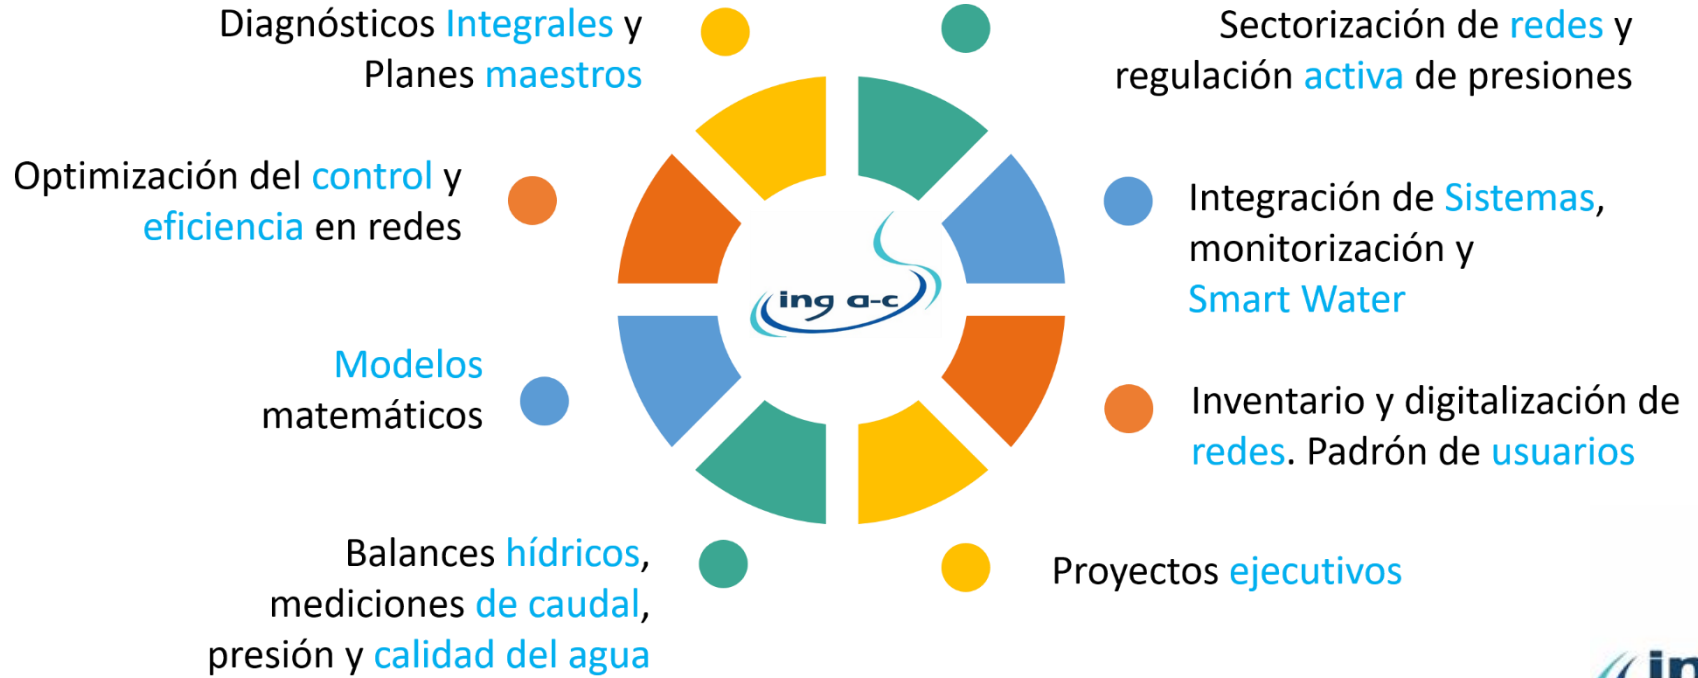 Diagnósticos Integrales y
Planes maestros
Sectorización de redes y
regulación activa de presiones
Optimización del control y
eficiencia en redes
Integración de Sistemas,
monitorización y
Smart Water
ing a-c
Modelos
matemáticos
Inventario y digitalización de
redes. Padrón de usuarios
Balances hídricos,
mediciones de caudal,
presión y calidad del agua
Proyectos ejecutivos
in